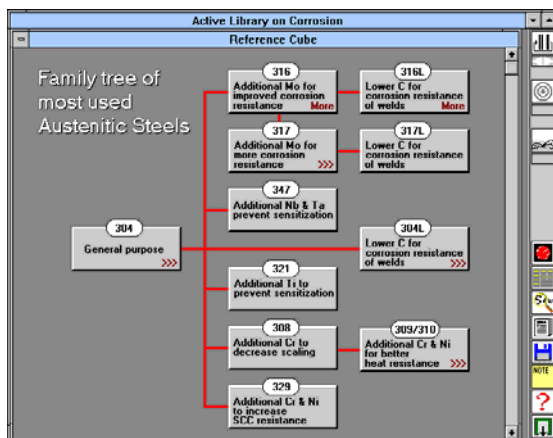 Active Library on Corrosion
Reference Cube
Family tree of
most used
Austenitic Steels
316
Additional Mo for
improved corrosion
resistance More
316L
Lower C for
corrosion resistance
of welds More
317
Additional Mo for
more corrosion
resistance >>>
317L
Lower C for
corrosion resistance
of welds
347
Additional Nb & Ta
prevent sensitization
304
General purpose
>>>
304L
Lower C for
corrosion resistance
of welds >>>
321
Additional Ti to
prevent sensitization
308
Additional Cr to
decrease scaling
309/310
Additional Cr & Ni
for better
heat resistance >>>
329
Additional Cr & Ni
to increase
SCC resistance
NOTE
?